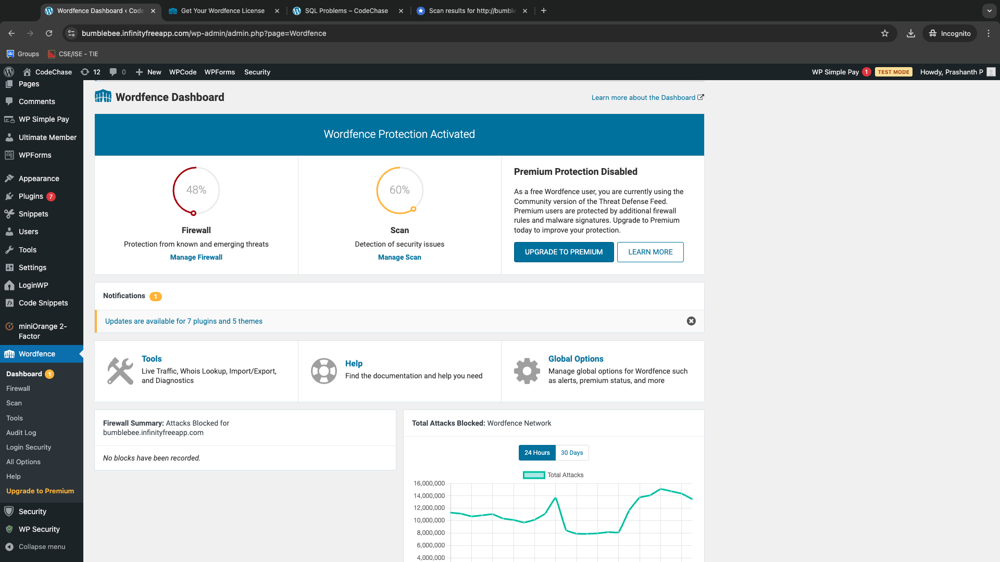 Wordfence Dashboard ‹ Code
Get Your Wordfence License
SQL Problems – CodeChase
Scan results for http://bumble
bumblebee.infinityfreeapp.com/wp-admin/admin.php?page=Wordfence
Incognito
Groups
CSE/ISE - TIE
CodeChase
12
0
New
WPCode
WPForms
Security
WP Simple Pay 1
TEST MODE
Howdy, Prashanth P
Pages
Comments
WP Simple Pay
Ultimate Member
WPForms
Appearance
Plugins 7
Snippets
Users
Tools
Settings
LoginWP
Code Snippets
miniOrange 2-
Factor
Wordfence
Dashboard 1
Firewall
Scan
Tools
Audit Log
Login Security
All Options
Help
Upgrade to Premium
Security
WP Security
Collapse menu
Wordfence Dashboard
Learn more about the Dashboard
Wordfence Protection Activated
48%
Firewall
Protection from known and emerging threats
Manage Firewall
60%
Scan
Detection of security issues
Manage Scan
Premium Protection Disabled
As a free Wordfence user, you are currently using the
Community version of the Threat Defense Feed.
Premium users are protected by additional firewall
rules and malware signatures. Upgrade to Premium
today to improve your protection.
UPGRADE TO PREMIUM
LEARN MORE
Notifications 1
Updates are available for 7 plugins and 5 themes
Tools
Live Traffic, Whois Lookup, Import/Export,
and Diagnostics
Help
Find the documentation and help you need
Global Options
Manage global options for Wordfence such
as alerts, premium status, and more
Firewall Summary: Attacks Blocked for
bumblebee.infinityfreeapp.com
No blocks have been recorded.
Total Attacks Blocked: Wordfence Network
24 Hours
30 Days
Total Attacks
16,000,000
14,000,000
12,000,000
10,000,000
8,000,000
6,000,000
4,000,000